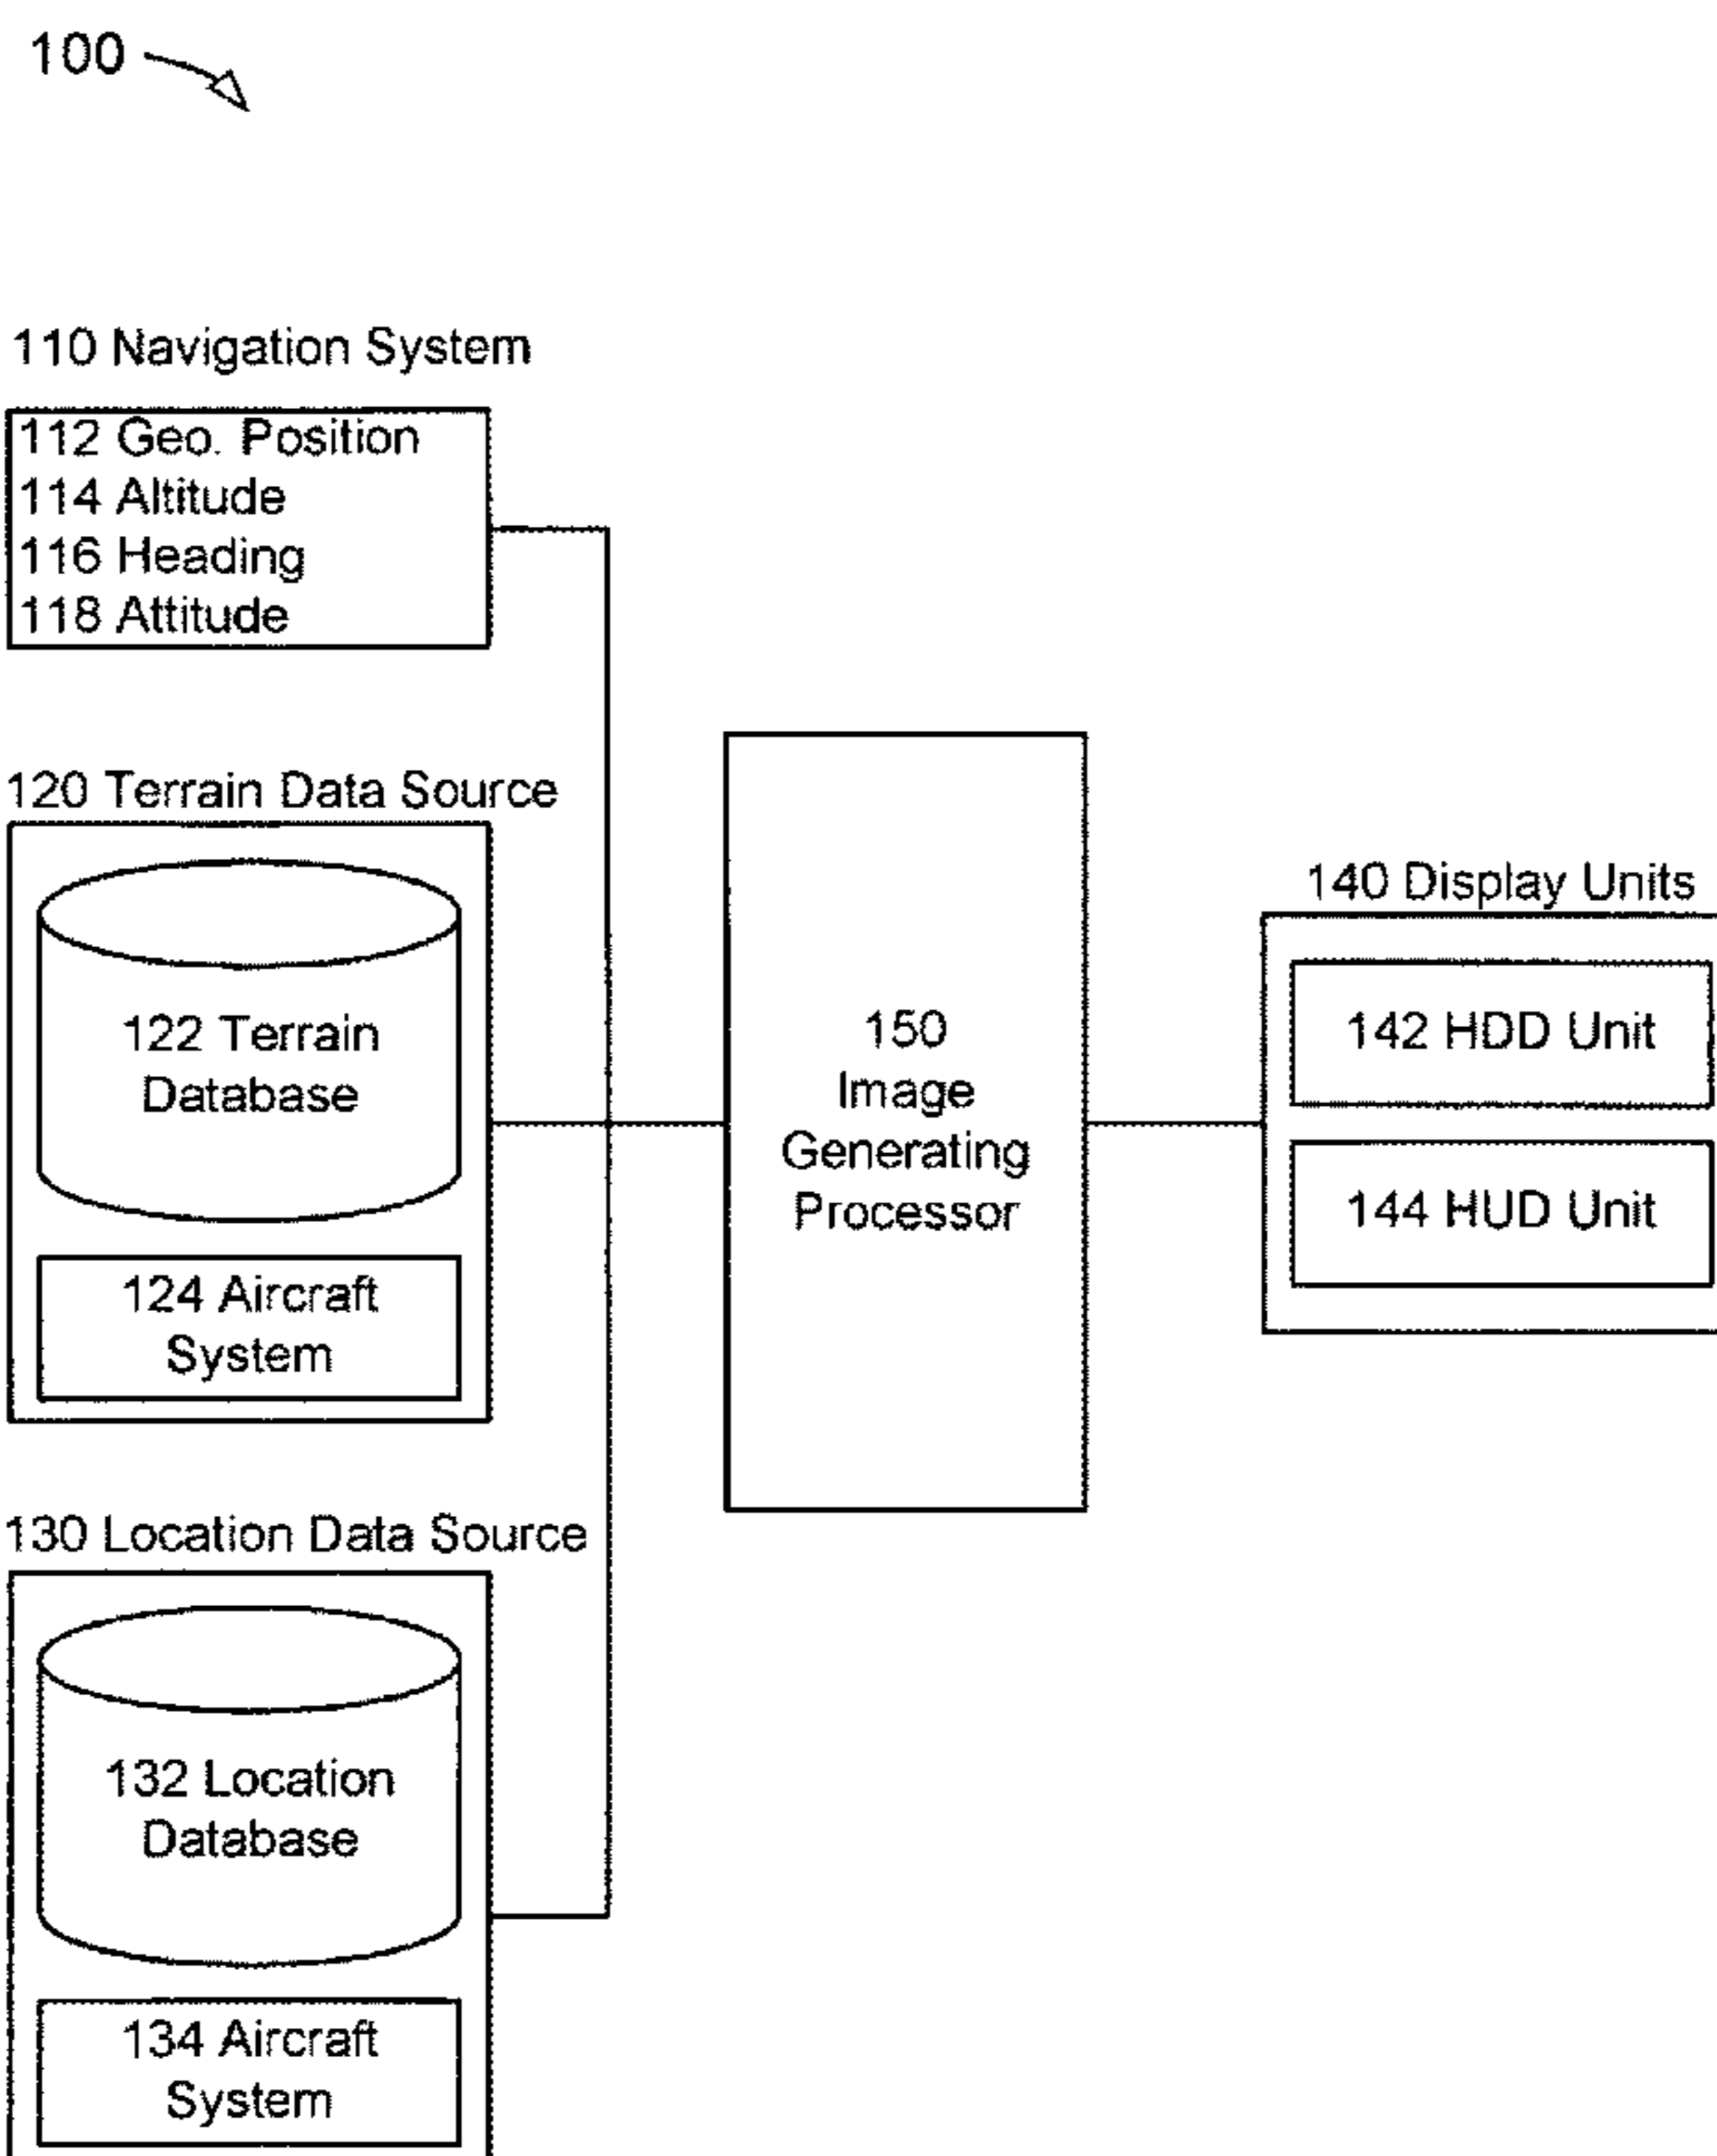 100
110 Navigation System
112 Geo. Position
114 Altitude
116 Heading
118 Attitude
120 Terrain Data Source
122 Terrain
Database
124 Aircraft
System
130 Location Data Source
132 Location
Database
134 Aircraft
System
150
Image
Generating
Processor
140 Display Units
142 HDD Unit
144 HUD Unit